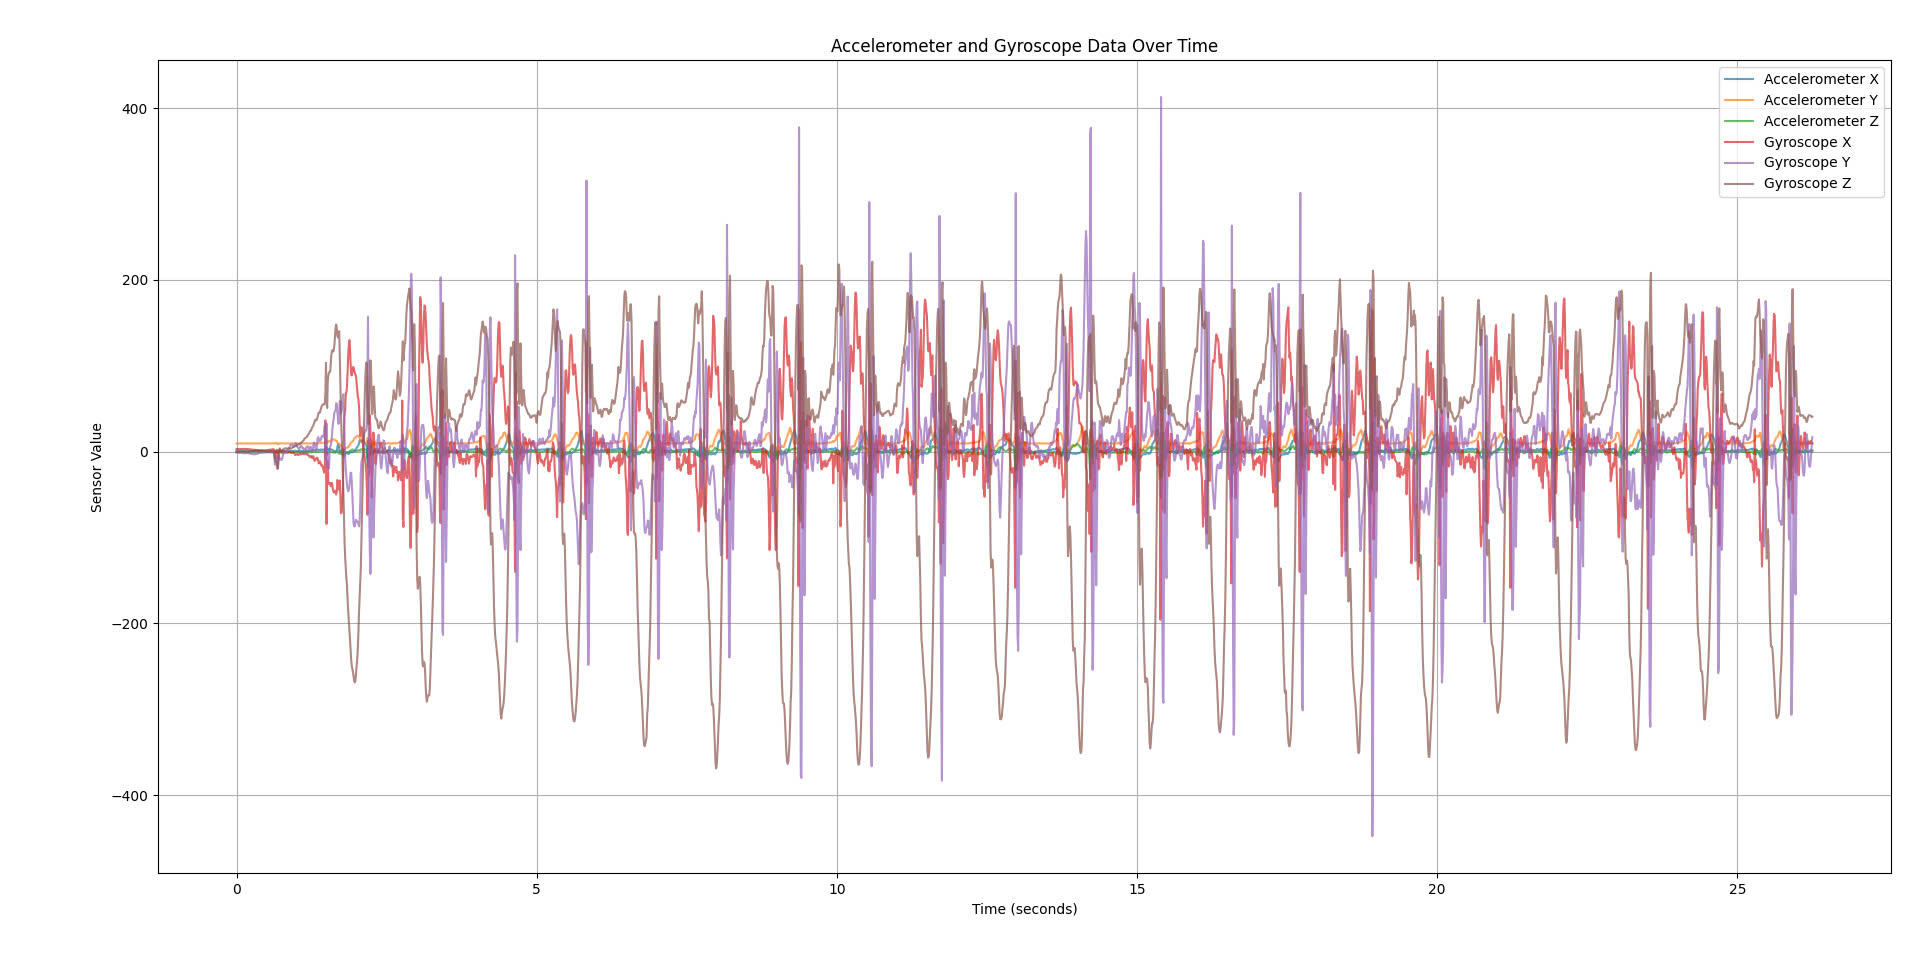 Accelerometer and Gyroscope Data Over Time
Accelerometer X
Accelerometer Y
Accelerometer Z
Gyroscope X
Gyroscope Y
Gyroscope Z
Sensor Value
400
200
0
−200
−400
0
5
10
15
20
25
Time (seconds)